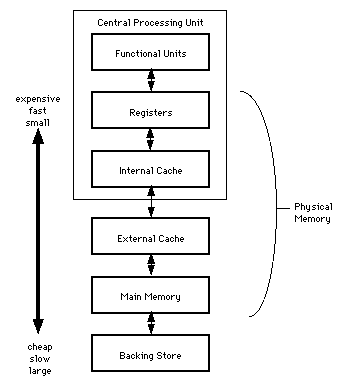 Central Processing Unit
Functional Units
expensive
fast
small
Registers
Internal Cache
Physical
Memory
External Cache
Main Memory
cheap
slow
large
Backing Store